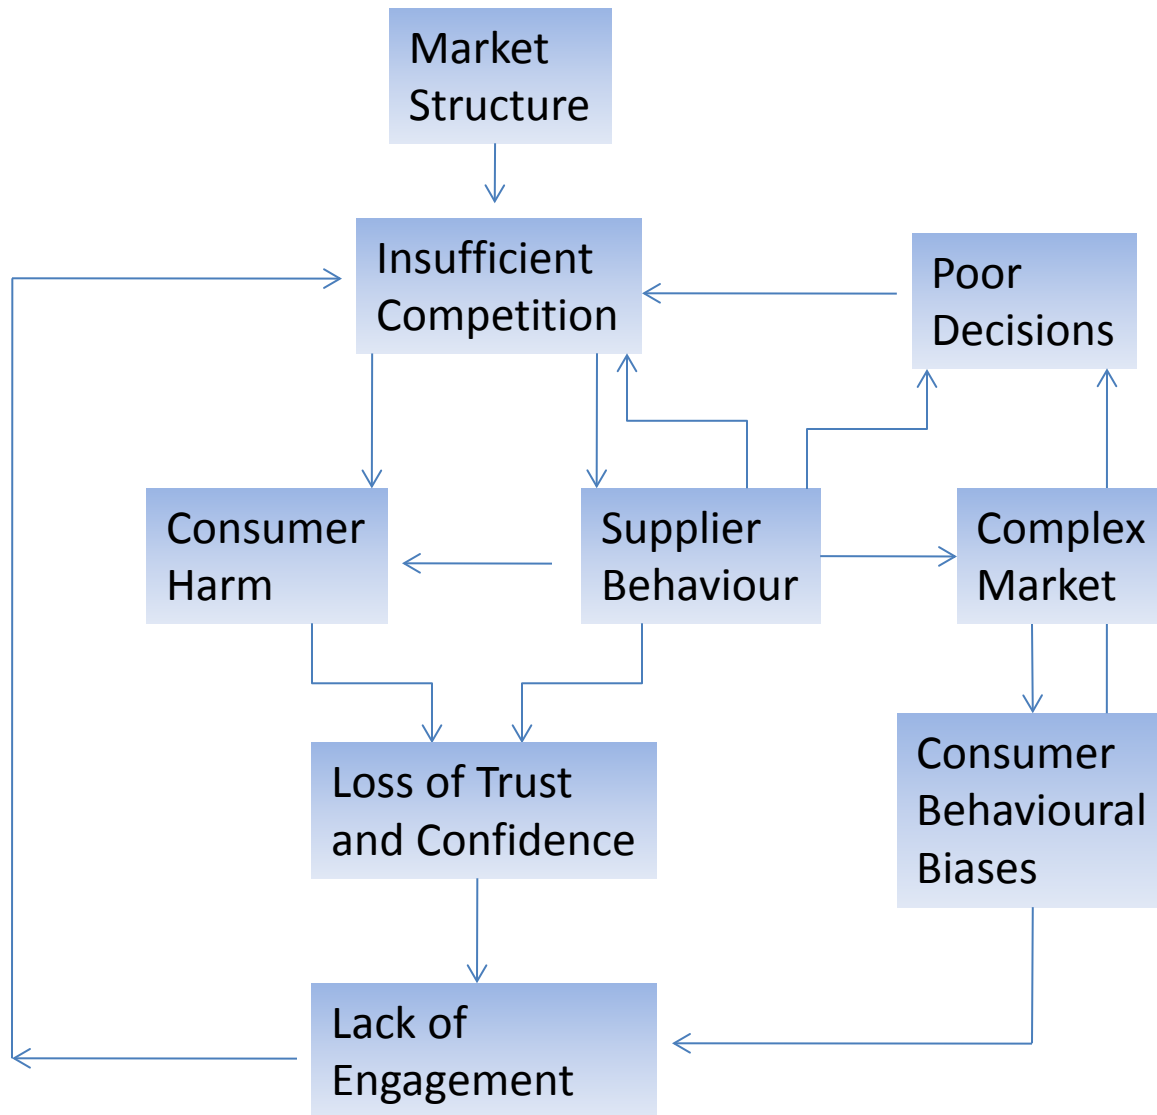 Market
Structure
Insufficient
Competition
Poor
Decisions
Consumer
Harm
Supplier
Behaviour
Complex
Market
Loss of Trust
and Confidence
Consumer
Behavioural
Biases
Lack of
Engagement